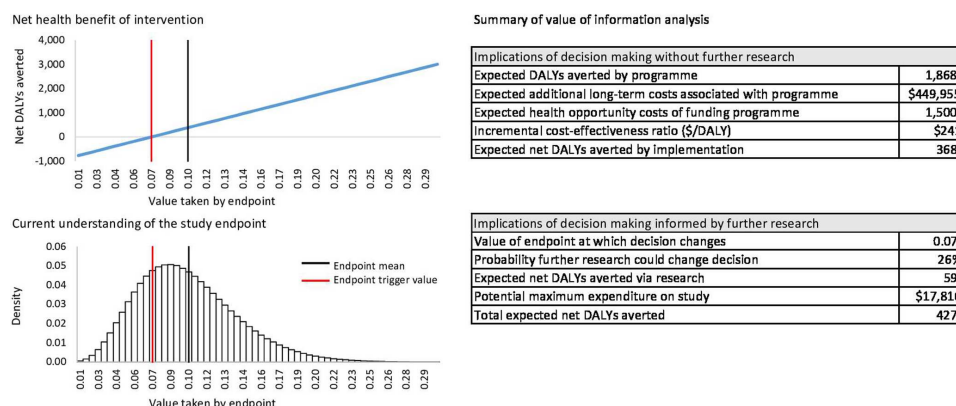 Net health benefit of intervention
4,000
3,000
2,000
1,000
0
-1,000
Net DALYs averted
0.01 0.03 0.04 0.06 0.07 0.09 0.10 0.12 0.13 0.14 0.16 0.17 0.19 0.20 0.22 0.23 0.25 0.26 0.28 0.29
Value taken by endpoint
Current understanding of the study endpoint
0.06
0.05
0.04
0.03
0.02
0.01
0.00
Density
Endpoint mean
Endpoint trigger value
0.01 0.03 0.04 0.06 0.07 0.09 0.10 0.12 0.13 0.14 0.16 0.17 0.19 0.20 0.22 0.23 0.25 0.26 0.28 0.29
Value taken by endpoint
Summary of value of information analysis
Implications of decision making without further research
Expected DALYs averted by programme 1,868
Expected additional long-term costs associated with programme
Expected health opportunity costs of funding programme 1,500
Incremental cost-effectiveness ratio ($/DALY)
Expected net DALYs averted by implementation 368
Implications of decision making informed by further research
Value of endpoint at which decision changes 0.07
Probability further research could change decision 26%
Expected net DALYs averted via research 59
Potential maximum expenditure on study
Total expected net DALYs averted 427